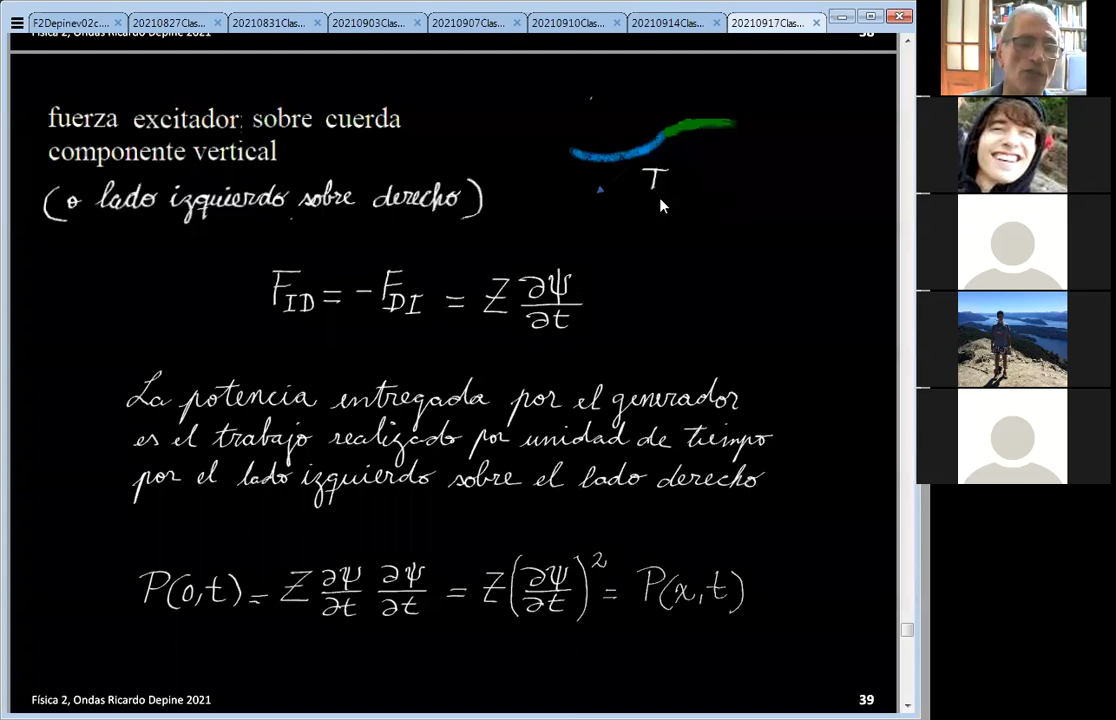 F2Depinev02c.... 20210827Clas... 20210831Clas... 20210903Clas... 20210907Clas... 20210910Clas... 20210914Clas... 20210917Clas...
Física 2, Ondas Ricardo Depine 2021 38
fuerza excitador sobre cuerda
componente vertical
(o lado izquierdo sobre derecho)
T
F_ID = - F_DI = Z ∂ψ/∂t
La potencia entregada por el generador
es el trabajo realizado por unidad de tiempo
por el lado izquierdo sobre el lado derecho
P(0,t) = Z ∂ψ/∂t ∂ψ/∂t = Z(∂ψ/∂t)² = P(x,t)
Física 2, Ondas Ricardo Depine 2021 39